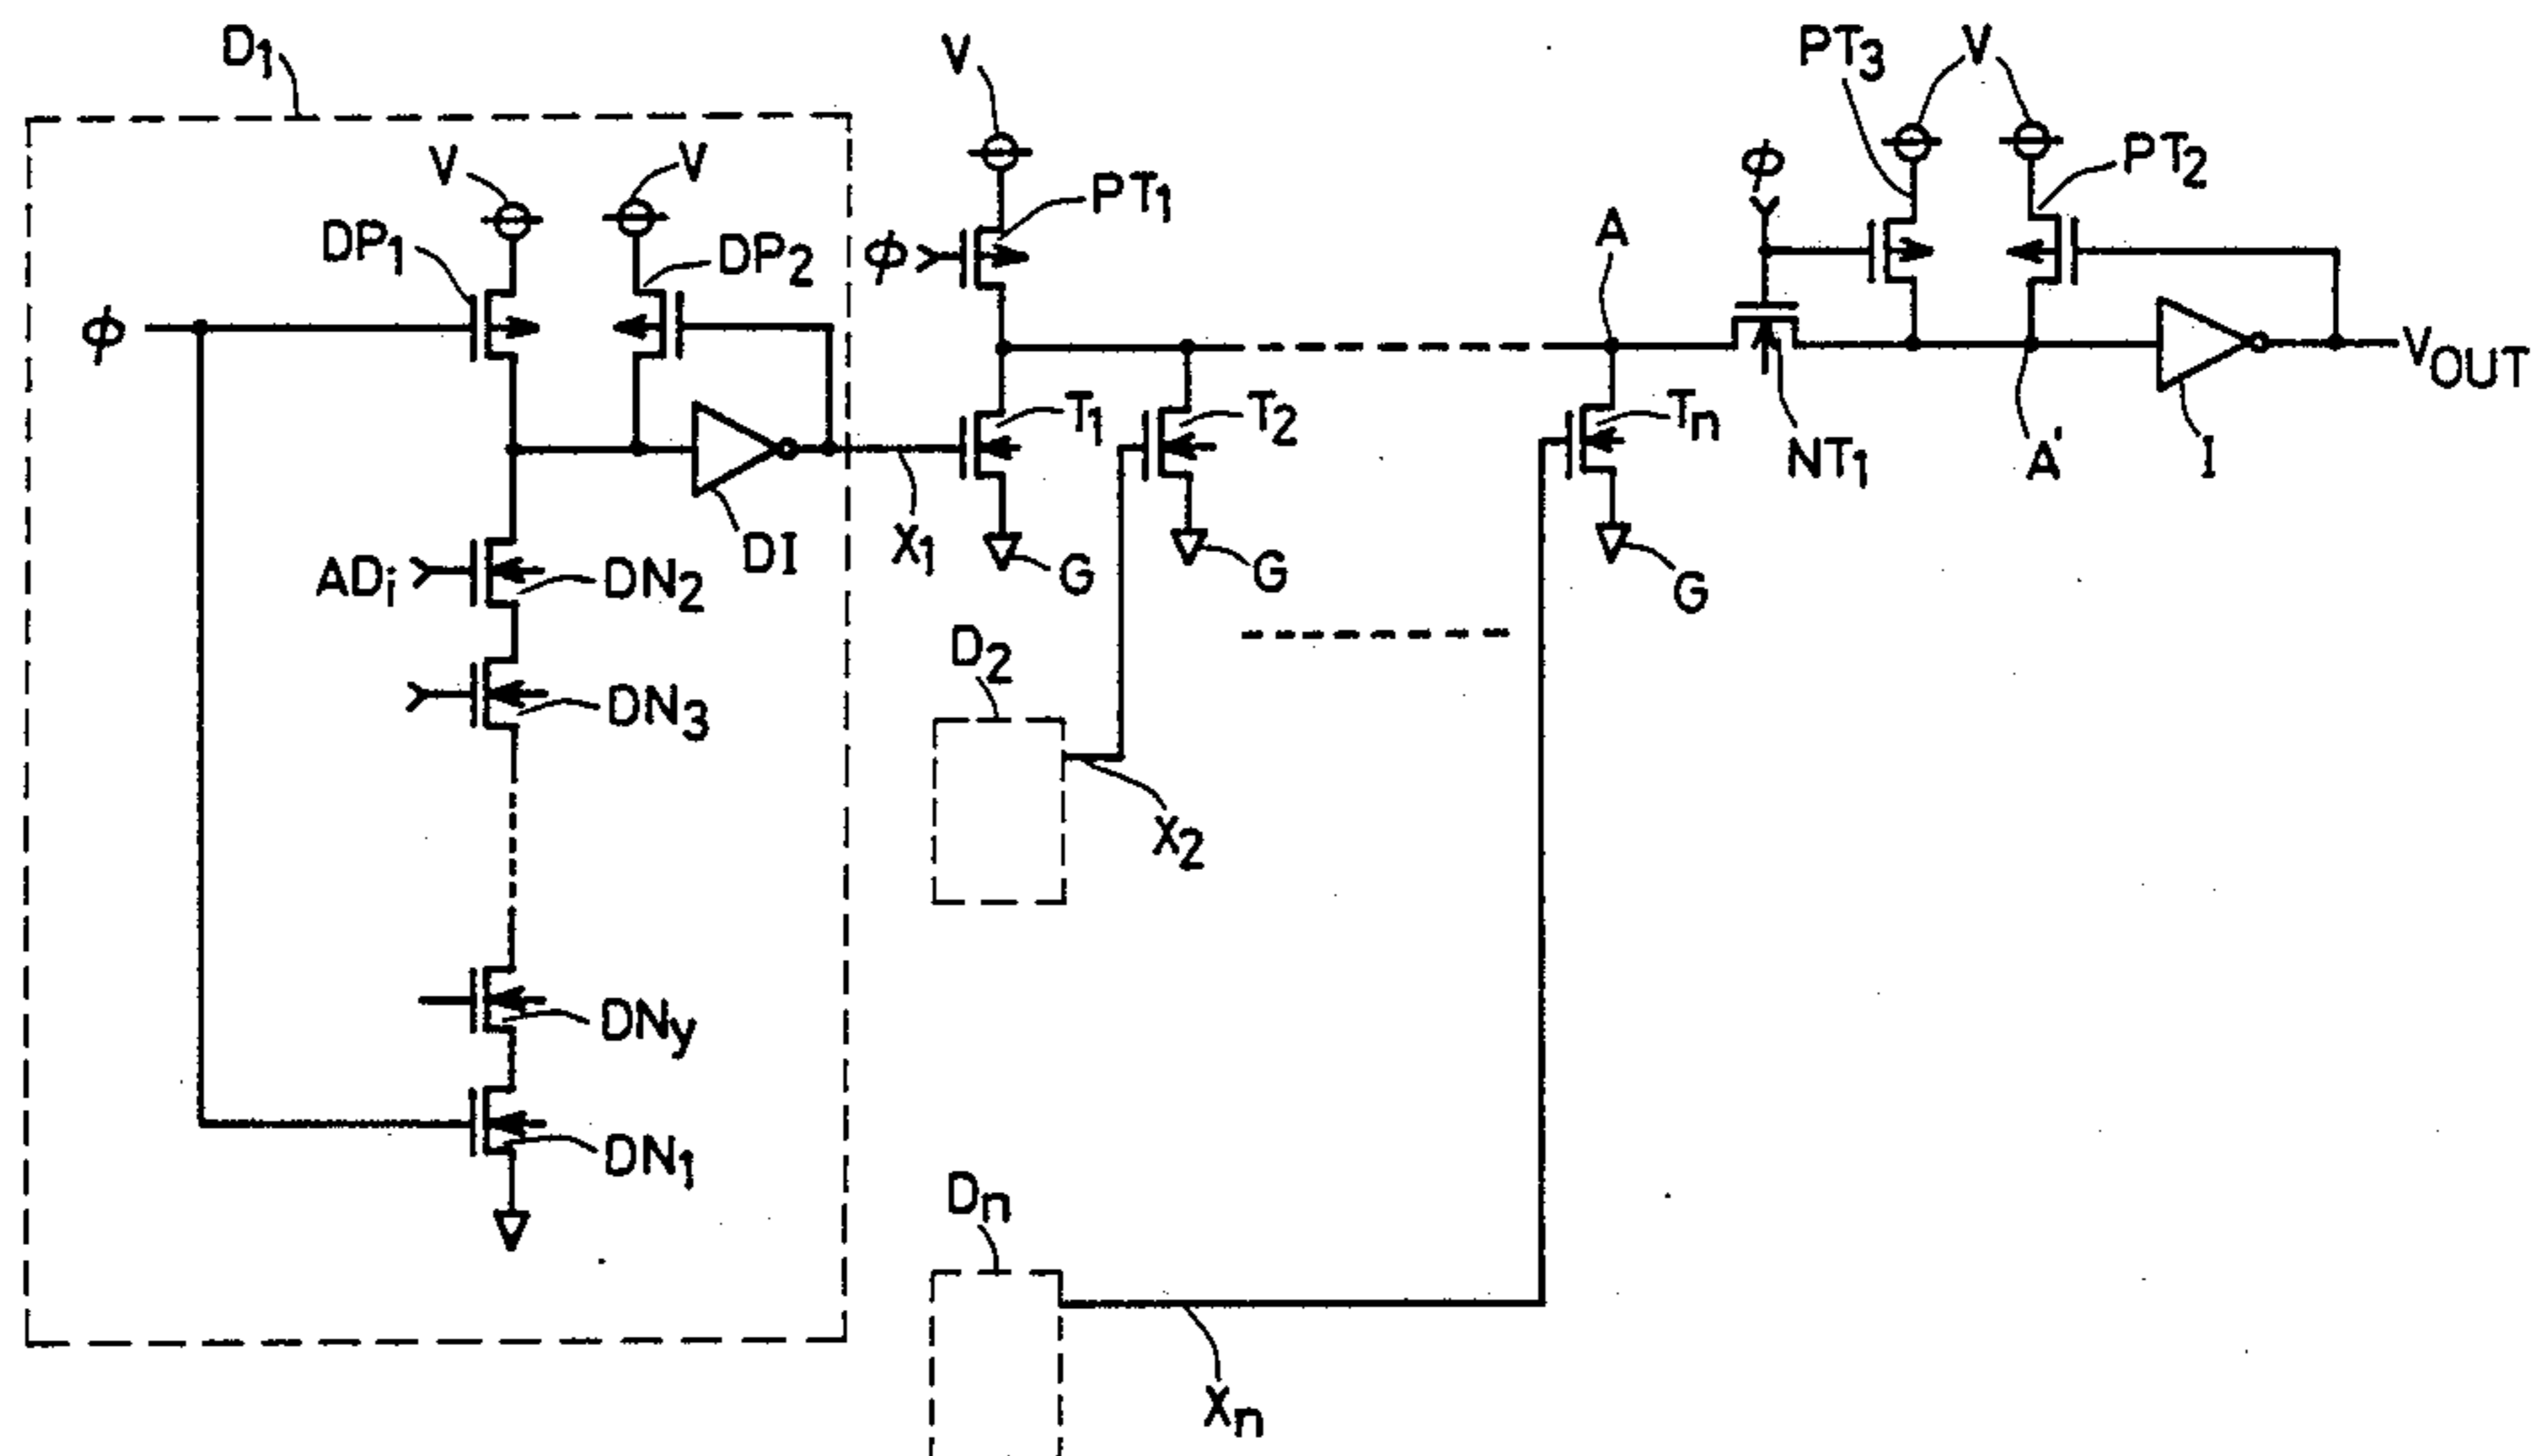 D1
V
V
DP1
DP2
ϕ
DI
ADi
DN2
DN3
DNy
DN1
V
PT1
ϕ
X1
T1
G
T2
G
D2
X2
Dn
Xn
A
Tn
G
ϕ
NT1
PT3
V
PT2
A'
I
VOUT